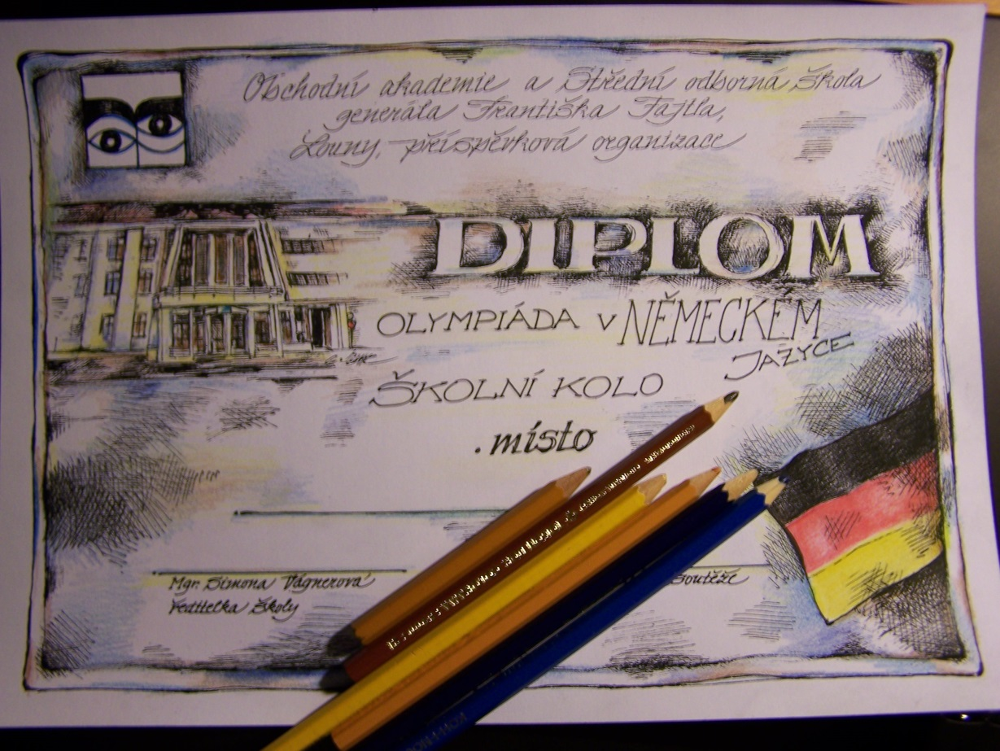 Obchodní akademie a Střední odborná škola
generála Františka Fajtla,
Louny, příspěvková organizace
DIPLOM
OLYMPIÁDA V NĚMECKÉM
JAZYCE
ŠKOLNÍ KOLO
. místo
Mgr. Simona Vágnerová
ředitelka školy
soutěže